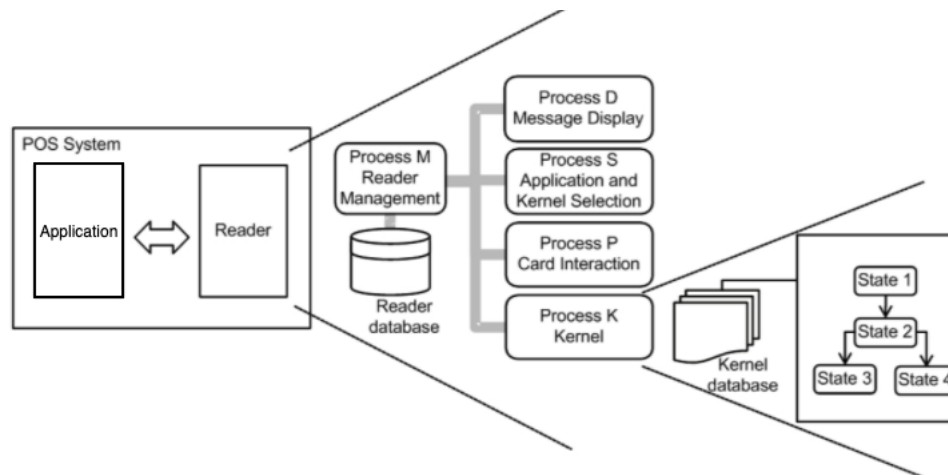 POS System
Application
Reader
Process M
Reader
Management
Reader
database
Process D
Message Display
Process S
Application and
Kernel Selection
Process P
Card Interaction
Process K
Kernel
Kernel
database
State 1
State 2
State 3
State 4